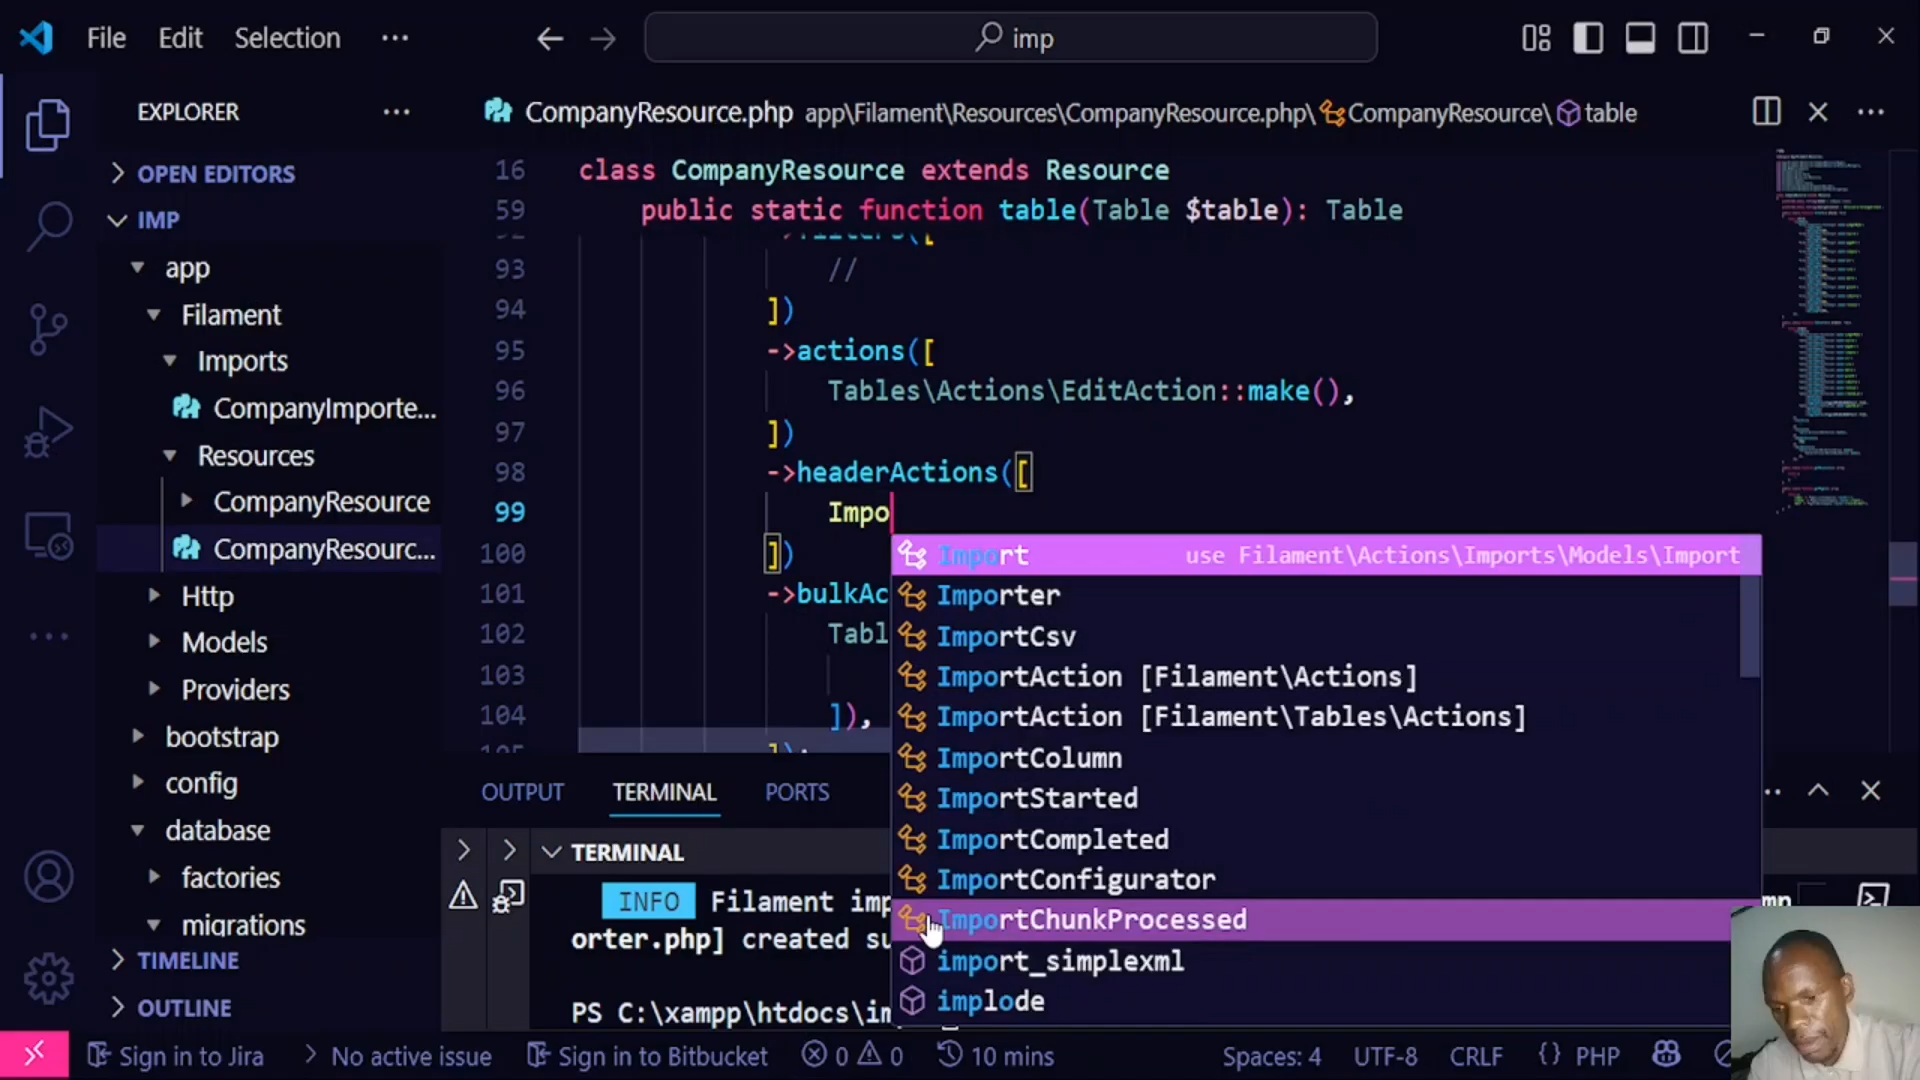 File Edit Selection ···
imp
EXPLORER ···
OPEN EDITORS
IMP
app
Filament
Imports
CompanyImporte...
Resources
CompanyResource
CompanyResourc...
Http
Models
Providers
bootstrap
config
database
factories
migrations
TIMELINE
OUTLINE
CompanyResource.php app\Filament\Resources\CompanyResource.php\ CompanyResource\ table
16 class CompanyResource extends Resource
59 public static function table(Table $table): Table
93 //
94 ])
95 ->actions([
96 Tables\Actions\EditAction::make(),
97 ])
98 ->headerActions([
99 Impo
100 ])
101 ->bulkAc
102 Tabl
103
104 ]),
Import use Filament\Actions\Imports\Models\Import
Importer
ImportCsv
ImportAction [Filament\Actions]
ImportAction [Filament\Tables\Actions]
ImportColumn
ImportStarted
ImportCompleted
ImportConfigurator
ImportChunkProcessed
import_simplexml
implode
OUTPUT TERMINAL PORTS
TERMINAL
INFO Filament imp
orter.php] created su
PS C:\xampp\htdocs\im
Sign in to Jira No active issue Sign in to Bitbucket 0 0 10 mins Spaces: 4 UTF-8 CRLF {} PHP